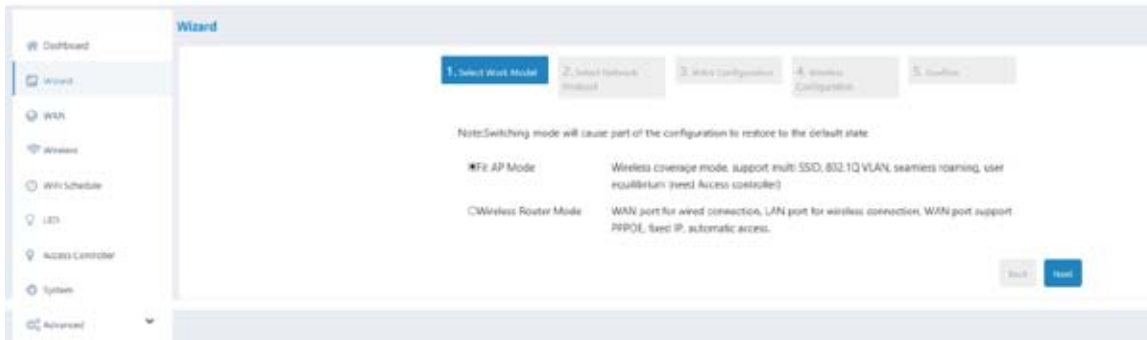 Wizard
Dashboard
Wizard
WAN
Wireless
Wifi Schedule
LED
Access Controller
System
Advanced
1. Select Work Model
2. Select Network
Protocol
3. Wire Configuration
4. Wireless
Configuration
5. Confirm
Note:Switching mode will cause part of the configuration to restore to the default state
Fit AP Mode
Wireless coverage mode, support multi SSID, 802.1Q VLAN, seamless roaming, user
equilibrium (need Access controller)
Wireless Router Mode
WAN port for wired connection, LAN port for wireless connection, WAN port support
PPPOE, fixed IP, automatic access.
Back
Next